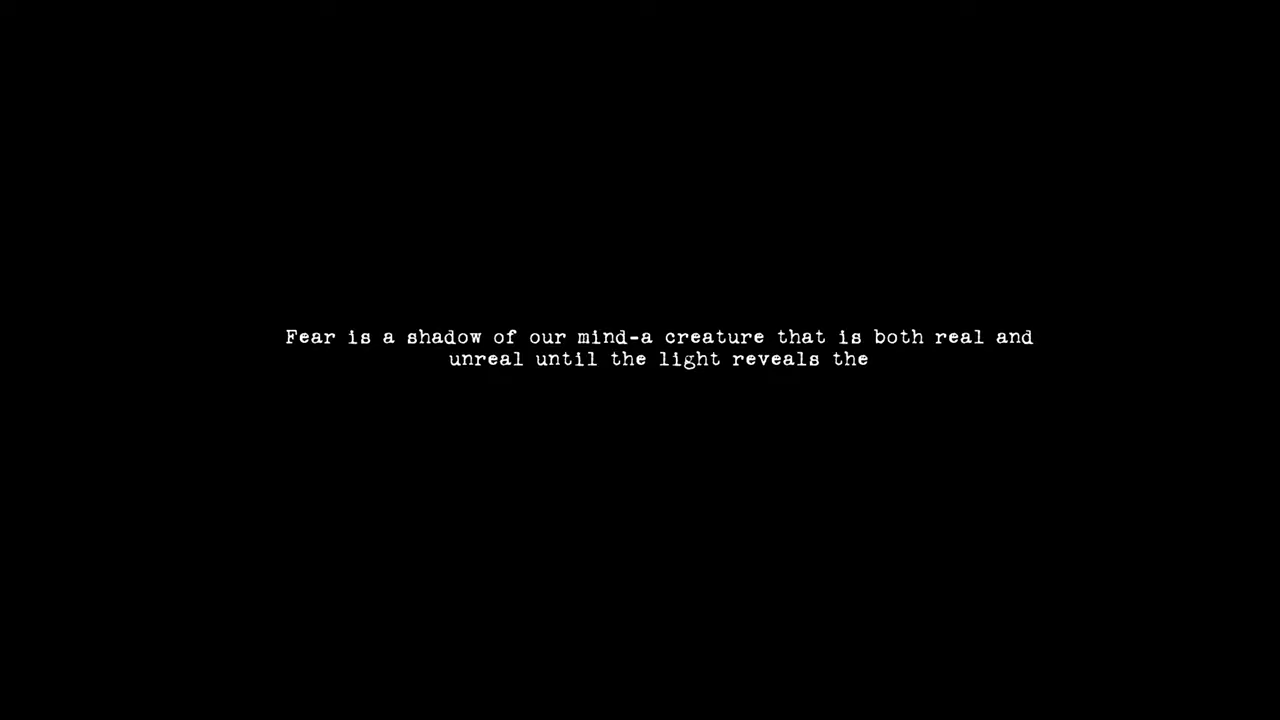 Fear is a shadow of our mind-a creature that is both real and
unreal until the light reveals the